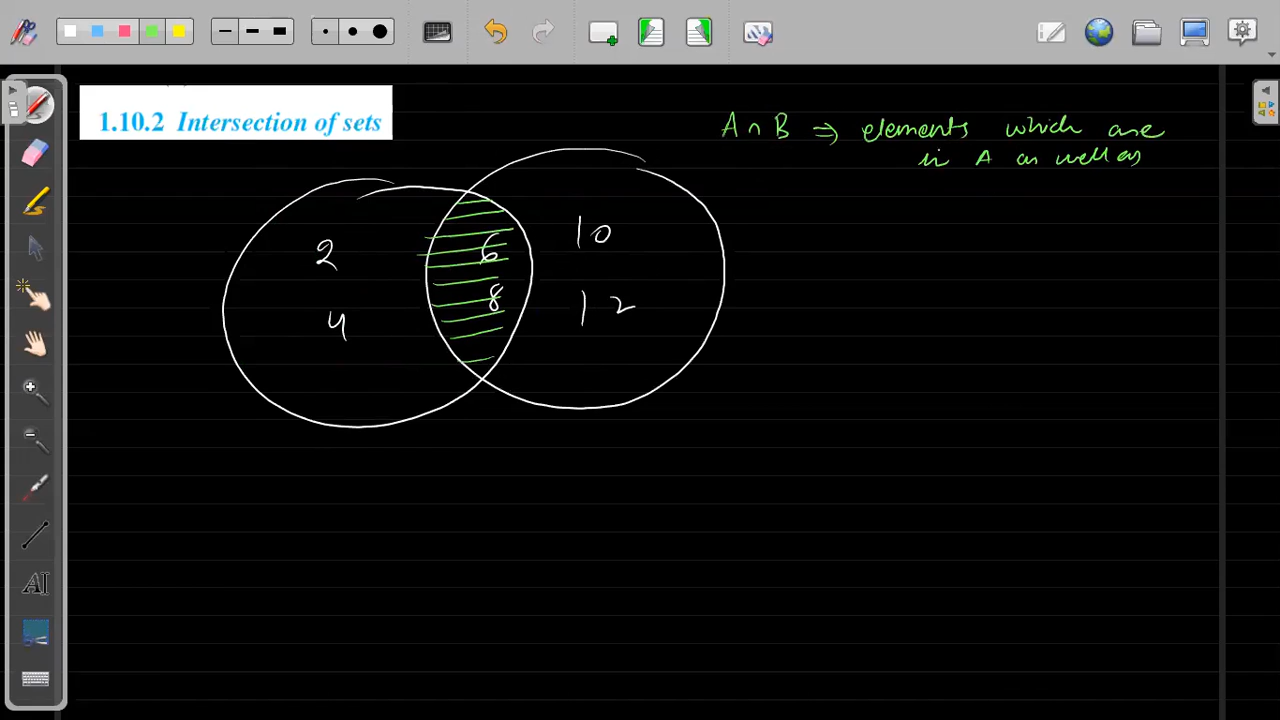 1.10.2 Intersection of sets
A ∩ B ⇒ elements which are
in A as well as
2
6
10
4
8
12